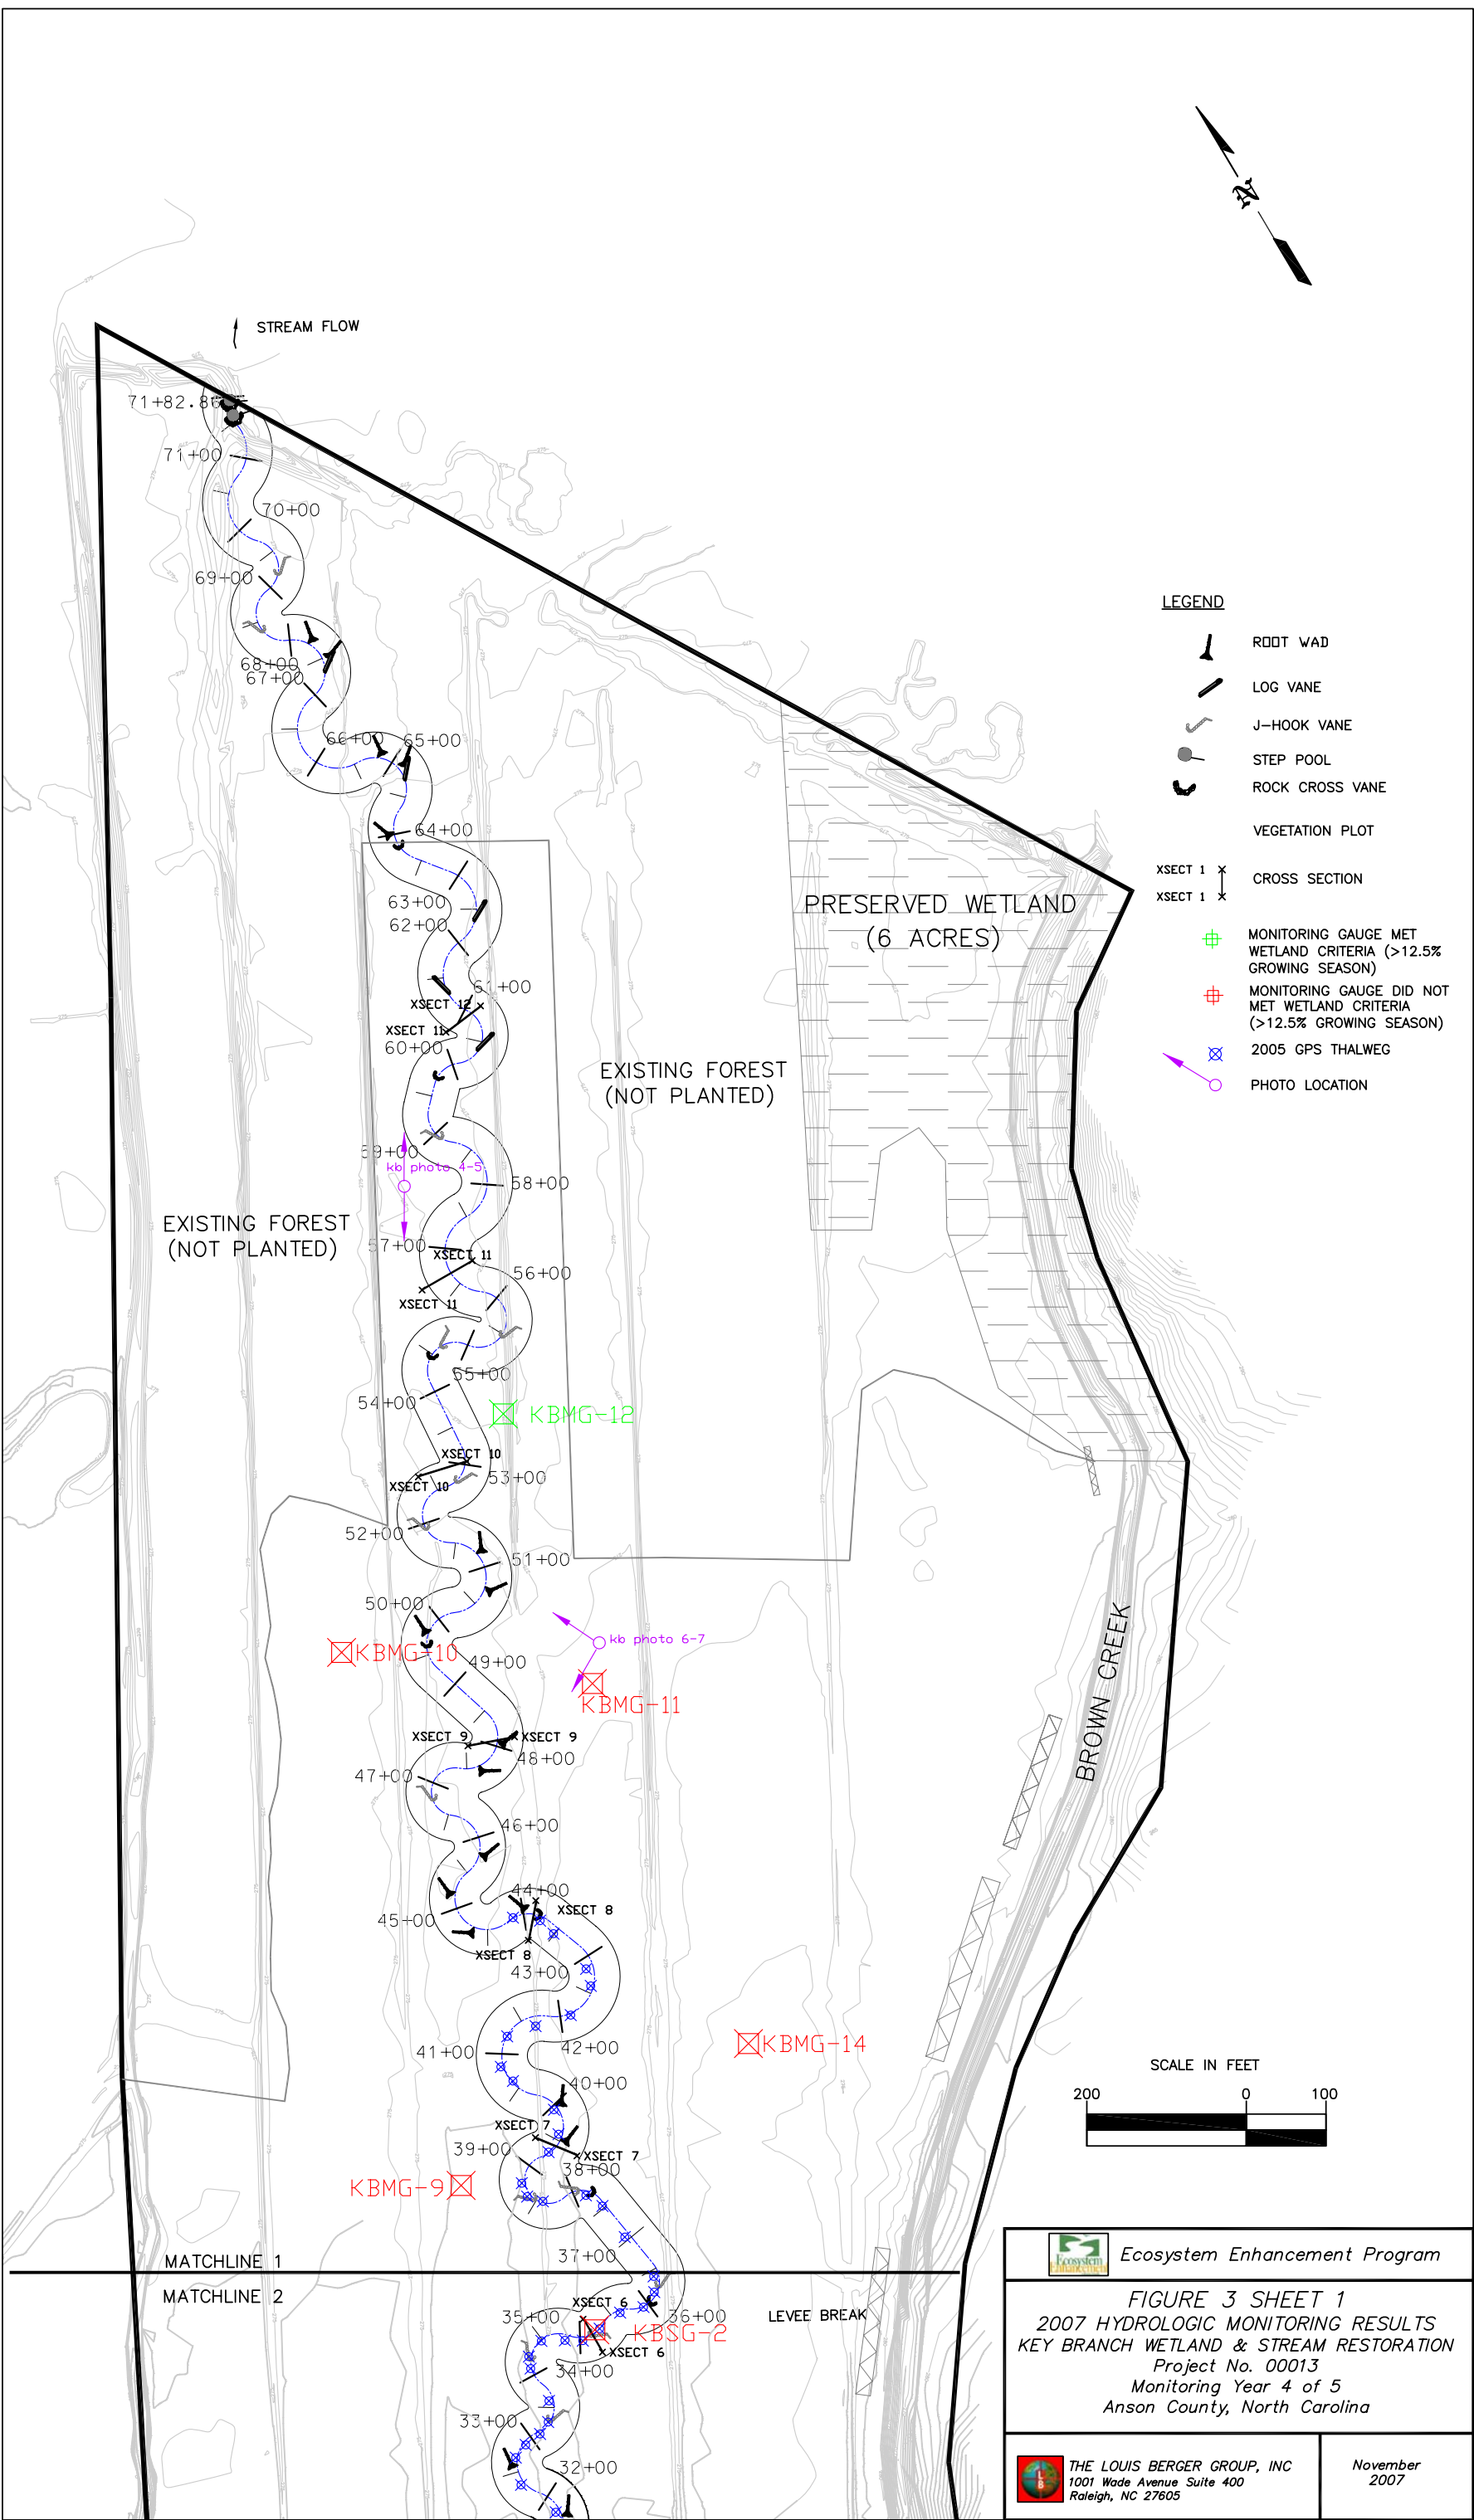 N
STREAM FLOW
71+82.86
71+00
70+00
69+00
68+00
67+00
66+00
65+00
64+00
63+00
62+00
61+00
XSECT 12
XSECT 11
60+00
59+00
kb photo 4-5
58+00
57+00
XSECT 11
56+00
XSECT 11
55+00
54+00
KBMG-12
XSECT 10
53+00
XSECT 10
52+00
51+00
50+00
kb photo 6-7
KBMG-10
49+00
KBMG-11
XSECT 9
XSECT 9
48+00
47+00
46+00
44+00
XSECT 8
45+00
XSECT 8
43+00
42+00
41+00
KBMG-14
40+00
XSECT 7
39+00
XSECT 7
38+00
KBMG-9
37+00
MATCHLINE 1
MATCHLINE 2
XSECT 6
35+00
36+00
KBSG-2
XSECT 6
34+00
33+00
32+00
LEVEE BREAK
EXISTING FOREST
(NOT PLANTED)
EXISTING FOREST
(NOT PLANTED)
PRESERVED WETLAND
(6 ACRES)
BROWN CREEK
LEGEND
ROOT WAD
LOG VANE
J-HOOK VANE
STEP POOL
ROCK CROSS VANE
VEGETATION PLOT
XSECT 1
XSECT 1
CROSS SECTION
MONITORING GAUGE MET
WETLAND CRITERIA (>12.5%
GROWING SEASON)
MONITORING GAUGE DID NOT
MET WETLAND CRITERIA
(>12.5% GROWING SEASON)
2005 GPS THALWEG
PHOTO LOCATION
SCALE IN FEET
200 0 100
Ecosystem
Enhancement
Ecosystem Enhancement Program
FIGURE 3 SHEET 1
2007 HYDROLOGIC MONITORING RESULTS
KEY BRANCH WETLAND & STREAM RESTORATION
Project No. 00013
Monitoring Year 4 of 5
Anson County, North Carolina
L
B
THE LOUIS BERGER GROUP, INC
1001 Wade Avenue Suite 400
Raleigh, NC 27605
November
2007